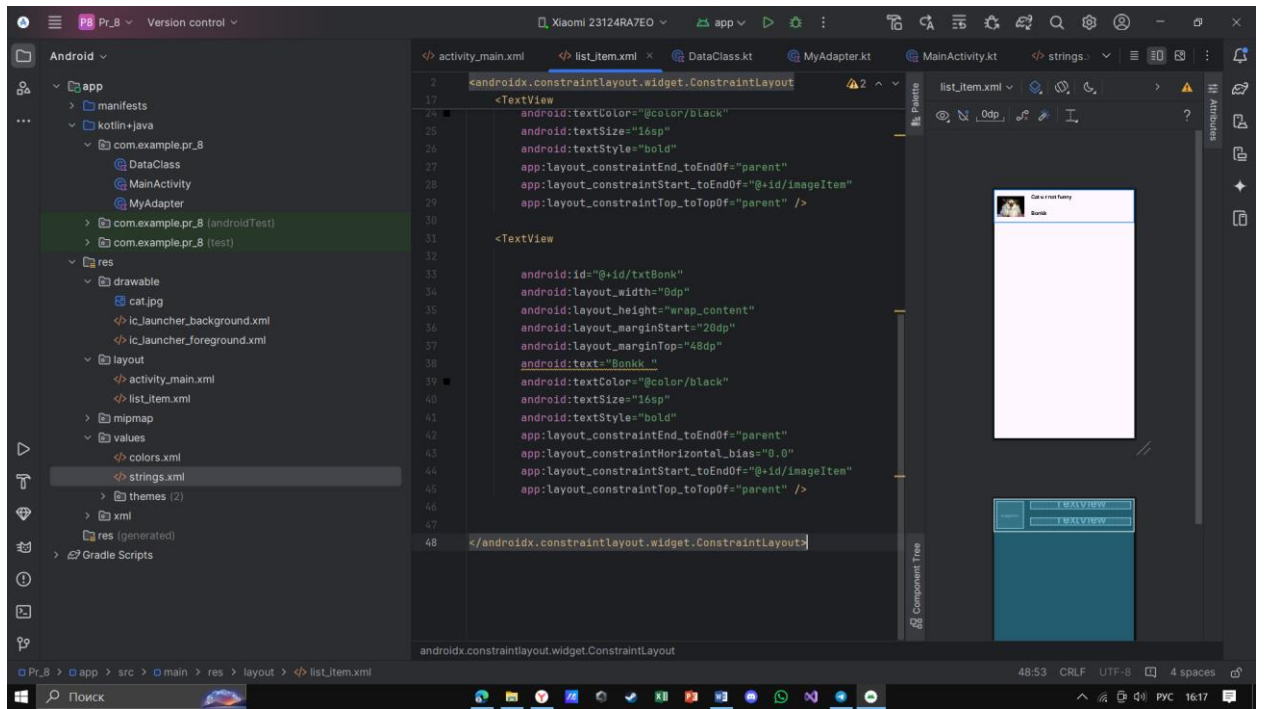 P8 Pr_8 Version control Xiaomi 23124RA7EO app
Android
app
manifests
kotlin+java
com.example.pr_8
DataClass
MainActivity
MyAdapter
com.example.pr_8 (androidTest)
com.example.pr_8 (test)
res
drawable
cat.jpg
ic_launcher_background.xml
ic_launcher_foreground.xml
layout
activity_main.xml
list_item.xml
mipmap
values
colors.xml
strings.xml
themes (2)
xml
res (generated)
Gradle Scripts
activity_main.xml list_item.xml DataClass.kt MyAdapter.kt MainActivity.kt strings.
2 <androidx.constraintlayout.widget.ConstraintLayout 2
17 <TextView
24 android:textColor="@color/black"
25 android:textSize="16sp"
26 android:textStyle="bold"
27 app:layout_constraintEnd_toEndOf="parent"
28 app:layout_constraintStart_toEndOf="@+id/imageItem"
29 app:layout_constraintTop_toTopOf="parent" />
30
31 <TextView
32
33 android:id="@+id/txtBonk"
34 android:layout_width="0dp"
35 android:layout_height="wrap_content"
36 android:layout_marginStart="20dp"
37 android:layout_marginTop="48dp"
38 android:text="Bonkk "
39 android:textColor="@color/black"
40 android:textSize="16sp"
41 android:textStyle="bold"
42 app:layout_constraintEnd_toEndOf="parent"
43 app:layout_constraintHorizontal_bias="0.0"
44 app:layout_constraintStart_toEndOf="@+id/imageItem"
45 app:layout_constraintTop_toTopOf="parent" />
46
47
48 </androidx.constraintlayout.widget.ConstraintLayout>
androidx.constraintlayout.widget.ConstraintLayout
Palette
list_item.xml
0dp
?
Attributes
Cat u r not funny
Bonkk
TextView
TextView
Component Tree
Pr_8 > app > src > main > res > layout > list_item.xml 48:53 CRLF UTF-8 4 spaces
Поиск РУС 16:17